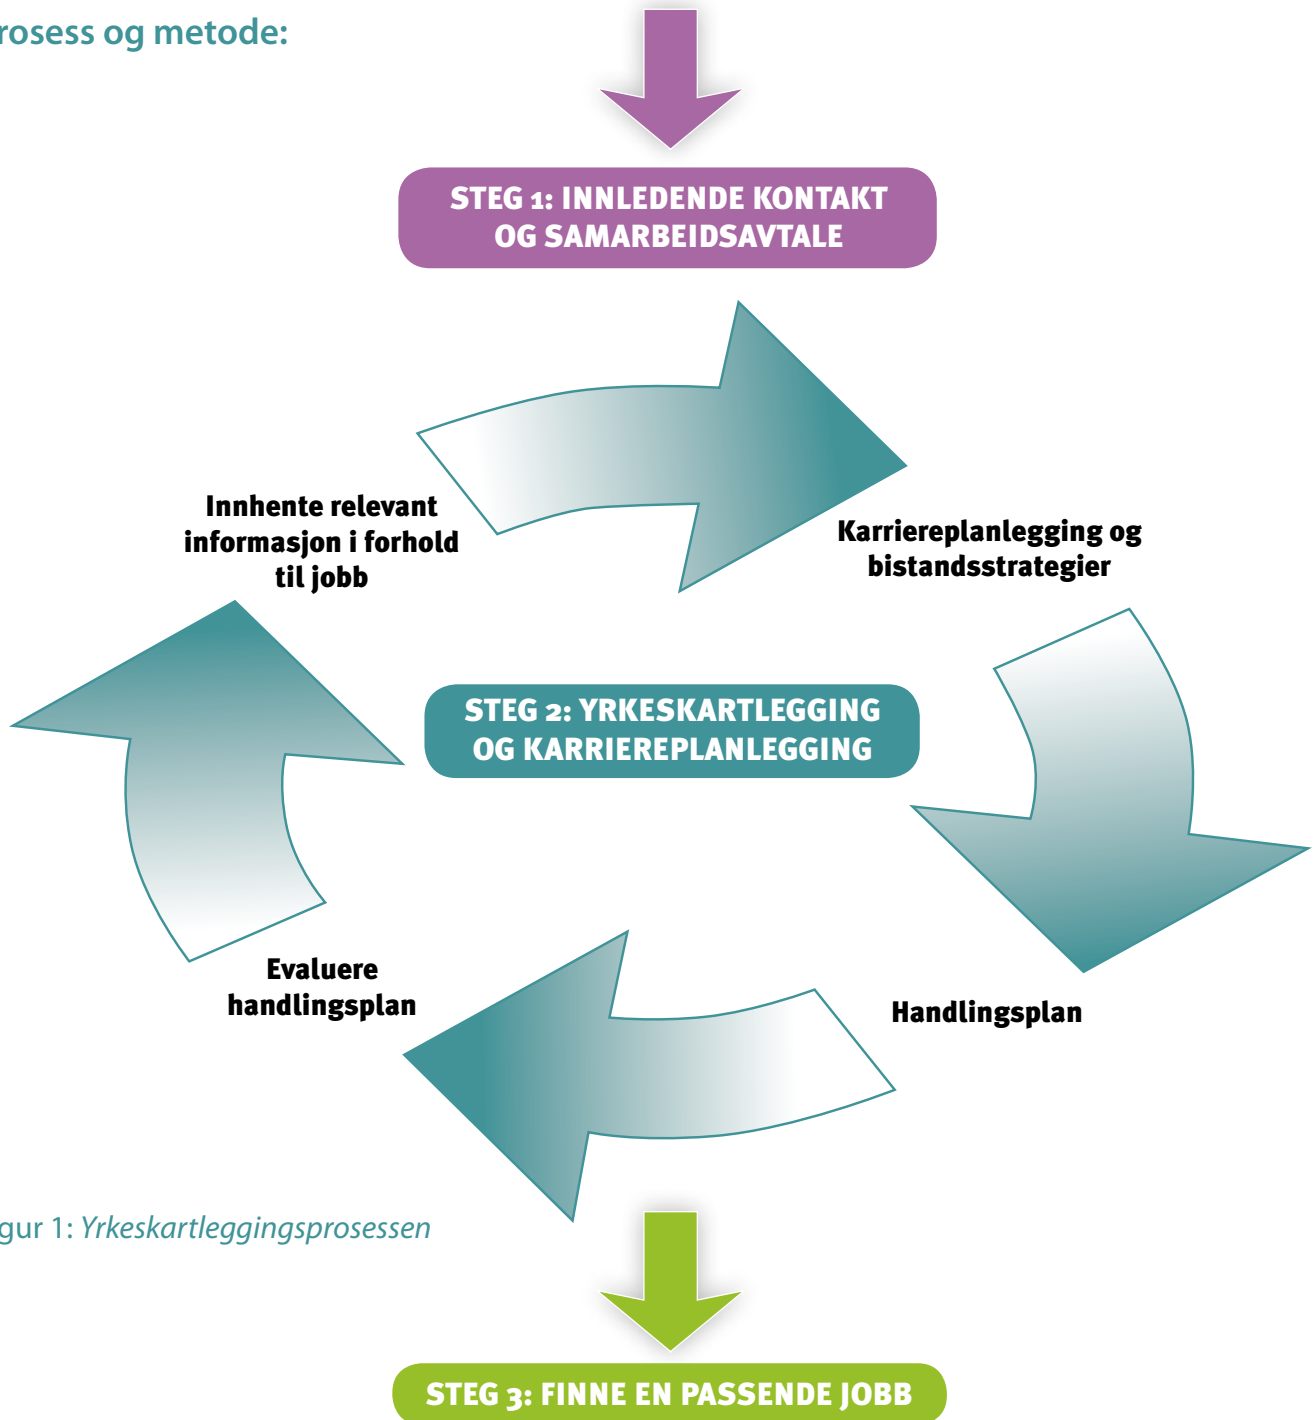 rosess og metode:
STEG 1: INNLEDENDE KONTAKT
OG SAMARBEIDSAVTALE
Innhente relevant
informasjon i forhold
til jobb
Karriereplanlegging og
bistandsstrategier
STEG 2: YRKESKARTLEGGING
OG KARRIEREPLANLEGGING
Evaluere
handlingsplan
Handlingsplan
gur 1: Yrkeskartleggingsprosessen
STEG 3: FINNE EN PASSENDE JOBB